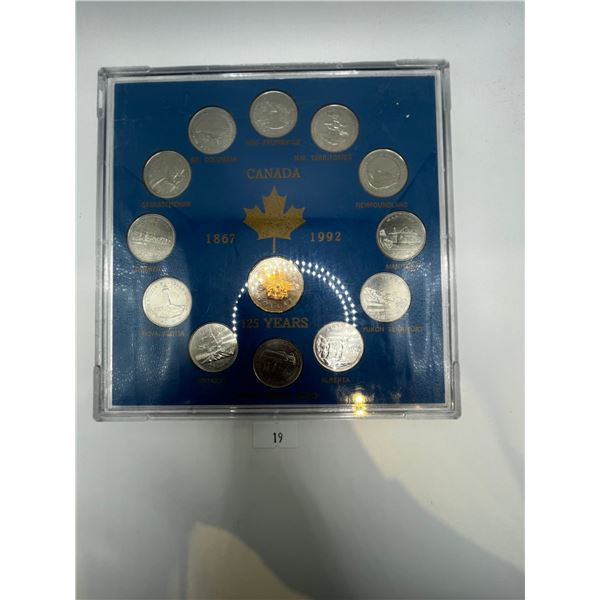 NEW BRUNSWICK
BR. COLUMBIA
N.W. TERRITORIES
CANADA
SASKATCHEWAN
NEWFOUNDLAND
1867 1992
MANITOBA
NOVA SCOTIA
YUKON TERRITORY
125 YEARS
ONTARIO
ALBERTA
19